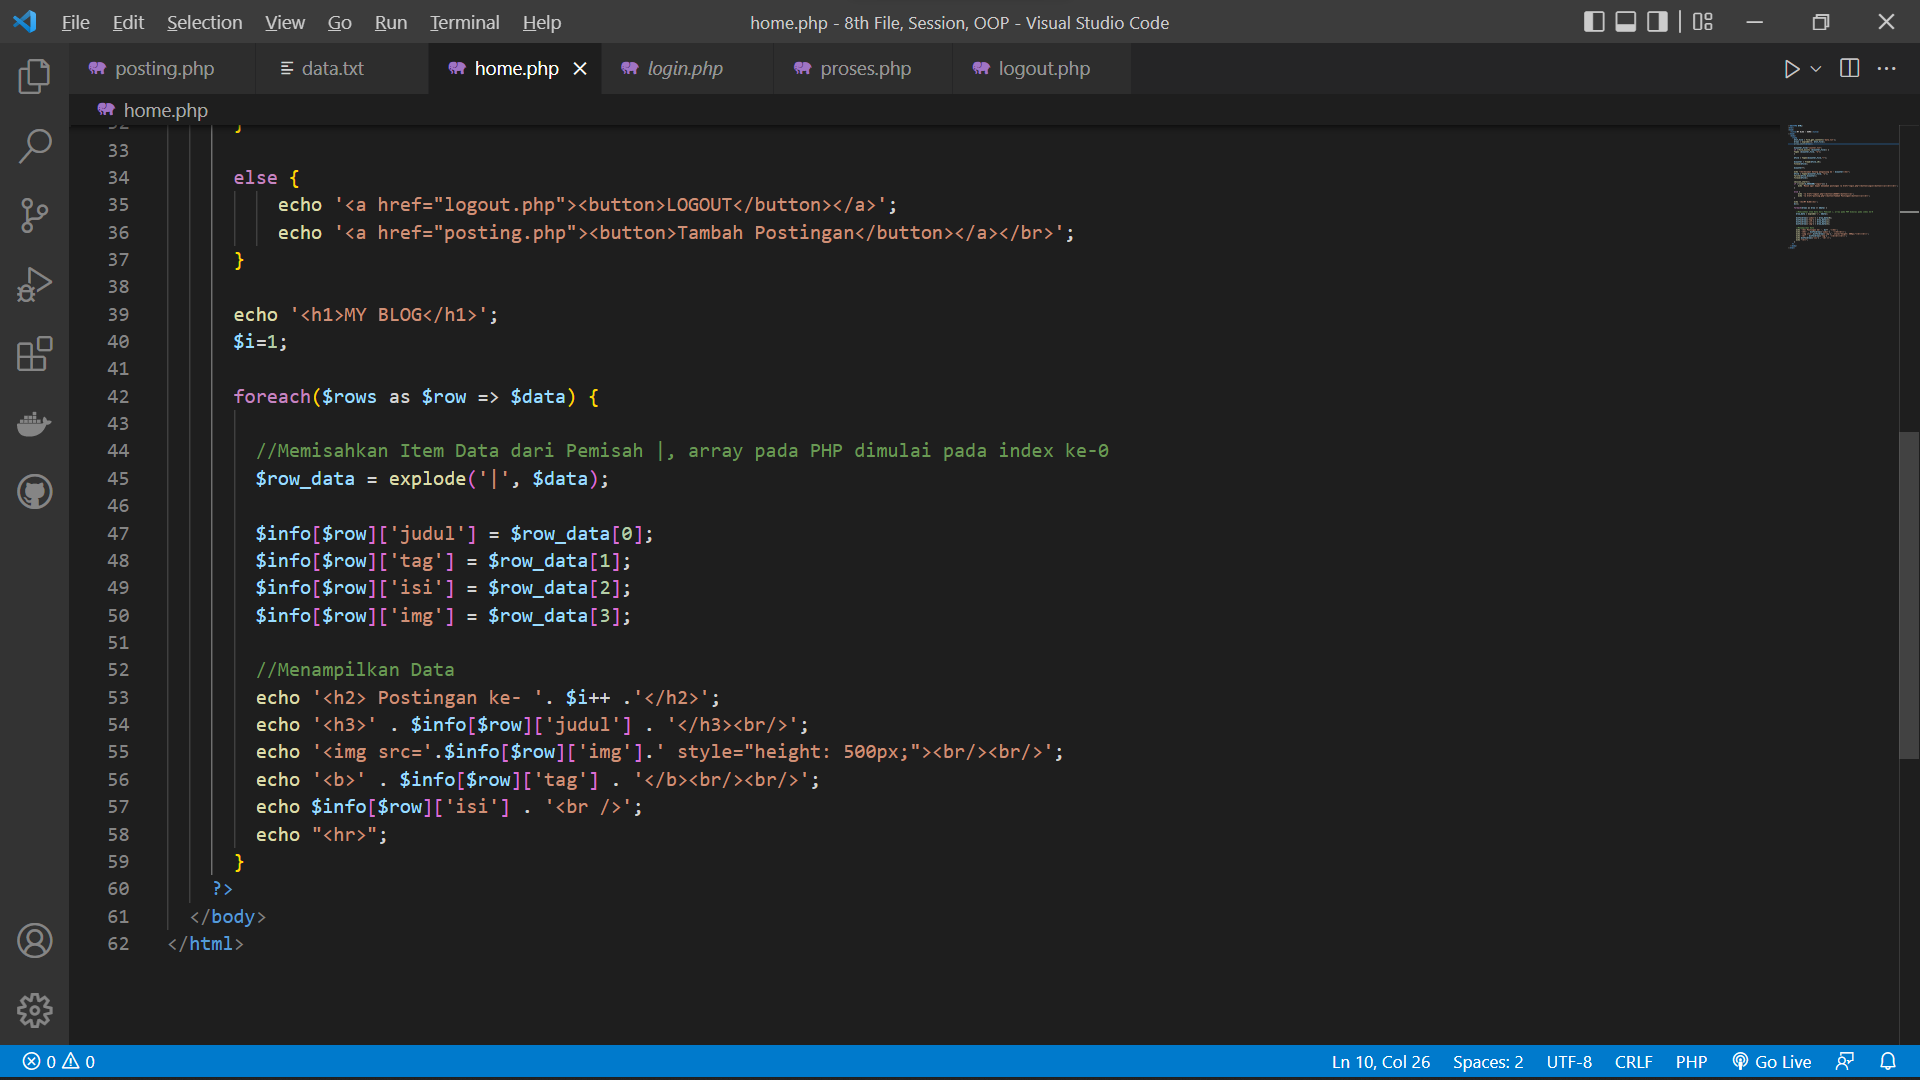 File Edit Selection View Go Run Terminal Help home.php - 8th File, Session, OOP - Visual Studio Code
posting.php data.txt home.php login.php proses.php logout.php
home.php
32 }
33
34 else {
35 echo '<a href="logout.php"><button>LOGOUT</button></a>';
36 echo '<a href="posting.php"><button>Tambah Postingan</button></a></br>';
37 }
38
39 echo '<h1>MY BLOG</h1>';
40 $i=1;
41
42 foreach($rows as $row => $data) {
43
44 //Memisahkan Item Data dari Pemisah |, array pada PHP dimulai pada index ke-0
45 $row_data = explode('|', $data);
46
47 $info[$row]['judul'] = $row_data[0];
48 $info[$row]['tag'] = $row_data[1];
49 $info[$row]['isi'] = $row_data[2];
50 $info[$row]['img'] = $row_data[3];
51
52 //Menampilkan Data
53 echo '<h2> Postingan ke- '. $i++ .'</h2>';
54 echo '<h3>' . $info[$row]['judul'] . '</h3><br/>';
55 echo '<img src='.$info[$row]['img'].' style="height: 500px;"><br/><br/>';
56 echo '<b>' . $info[$row]['tag'] . '</b><br/><br/>';
57 echo $info[$row]['isi'] . '<br />';
58 echo "<hr>";
59 }
60 ?>
61 </body>
62 </html>
0 0 Ln 10, Col 26 Spaces: 2 UTF-8 CRLF PHP Go Live